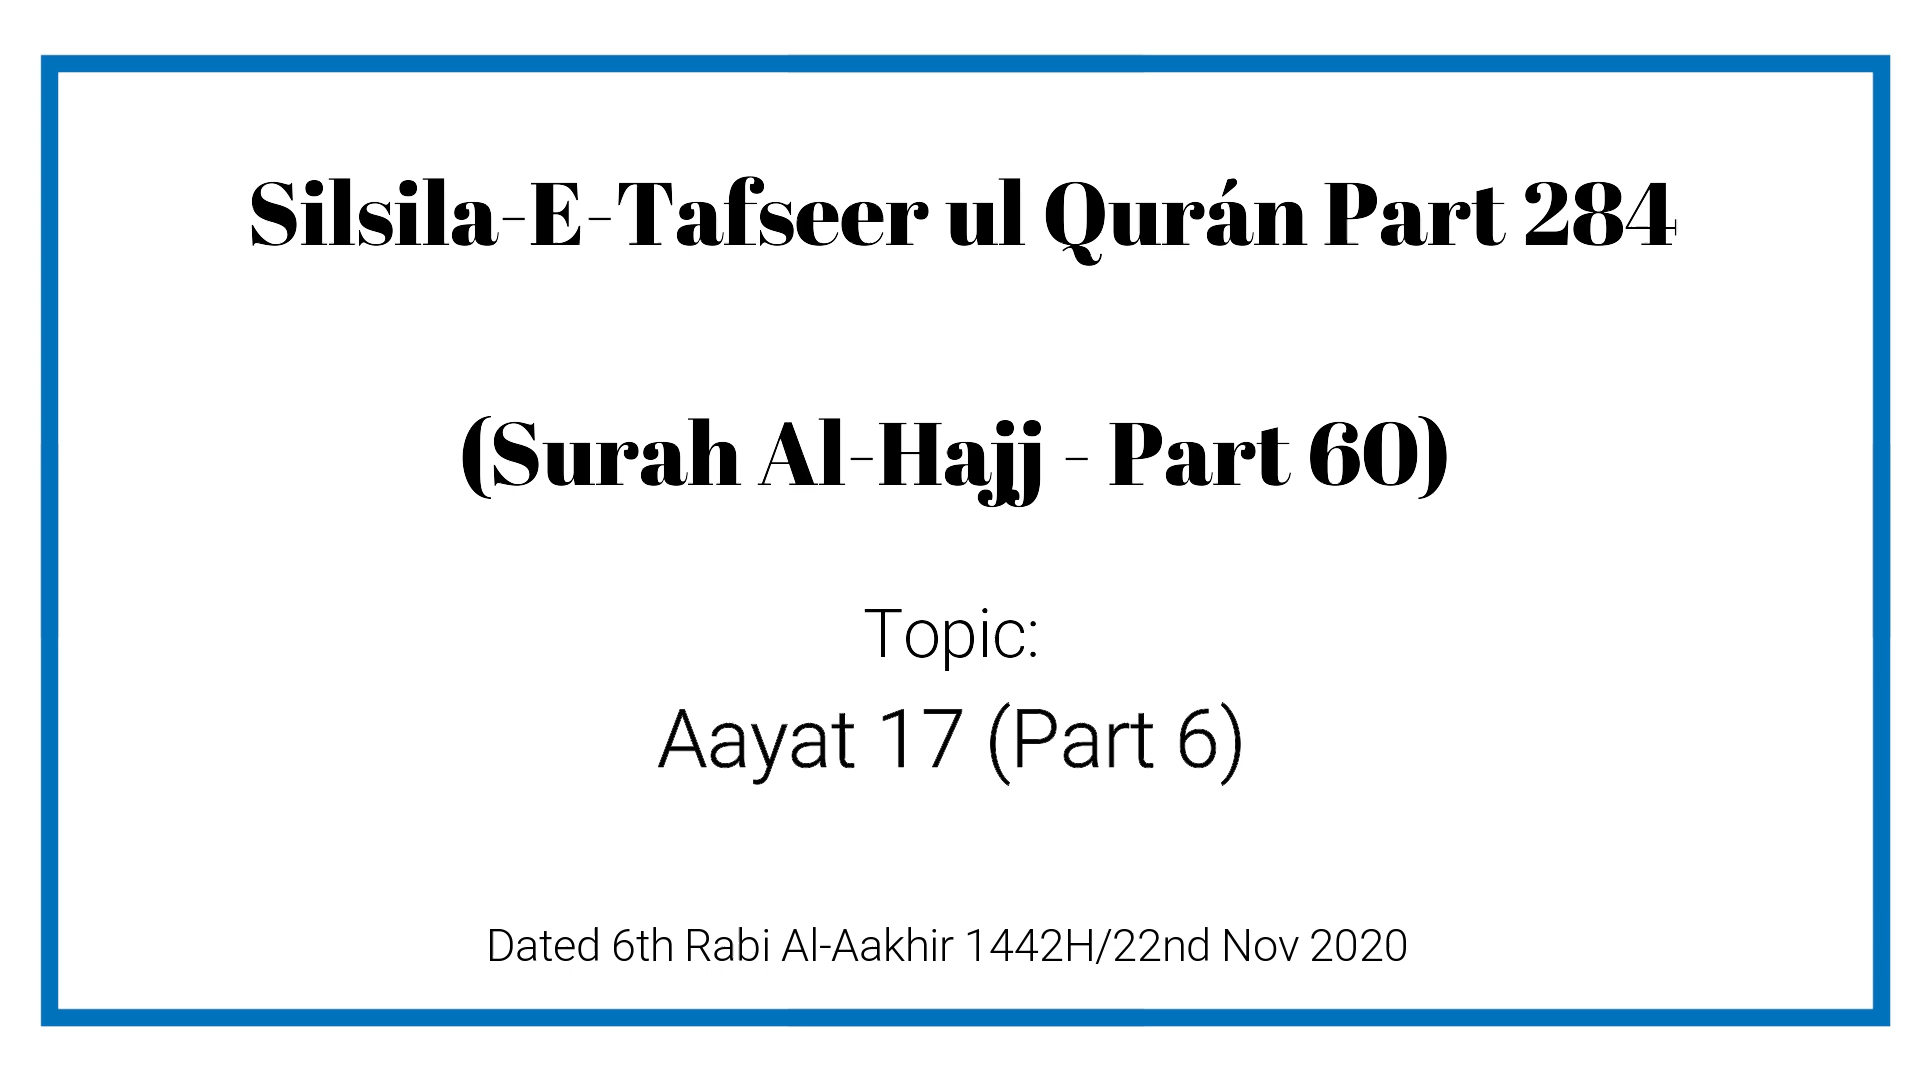 Silsila-E-Tafseer ul Qurán Part 284
(Surah Al-Hajj - Part 60)
Topic:
Aayat 17 (Part 6)
Dated 6th Rabi Al-Aakhir 1442H/22nd Nov 2020